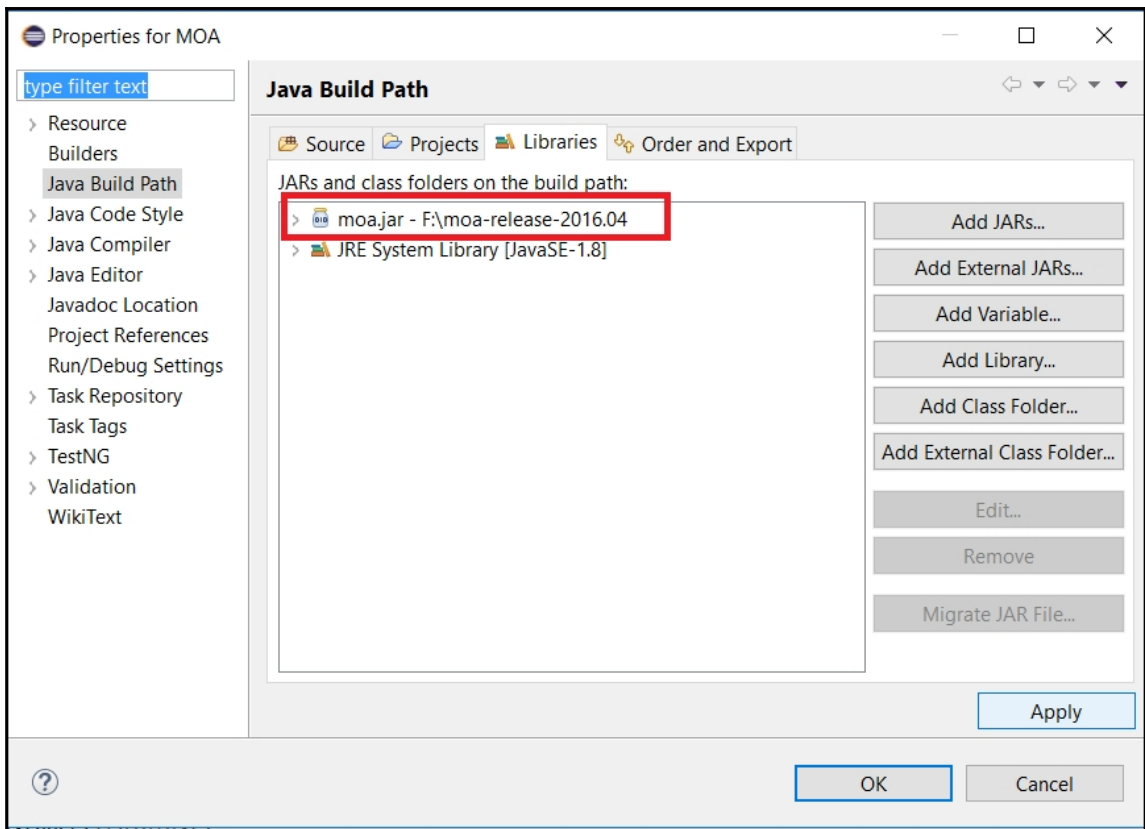 Properties for MOA
type filter text
Resource
Builders
Java Build Path
Java Code Style
Java Compiler
Java Editor
Javadoc Location
Project References
Run/Debug Settings
Task Repository
Task Tags
TestNG
Validation
WikiText
Java Build Path
Source Projects Libraries Order and Export
JARs and class folders on the build path:
moa.jar - F:\moa-release-2016.04
JRE System Library [JavaSE-1.8]
Add JARs...
Add External JARs...
Add Variable...
Add Library...
Add Class Folder...
Add External Class Folder...
Edit...
Remove
Migrate JAR File...
Apply
OK Cancel